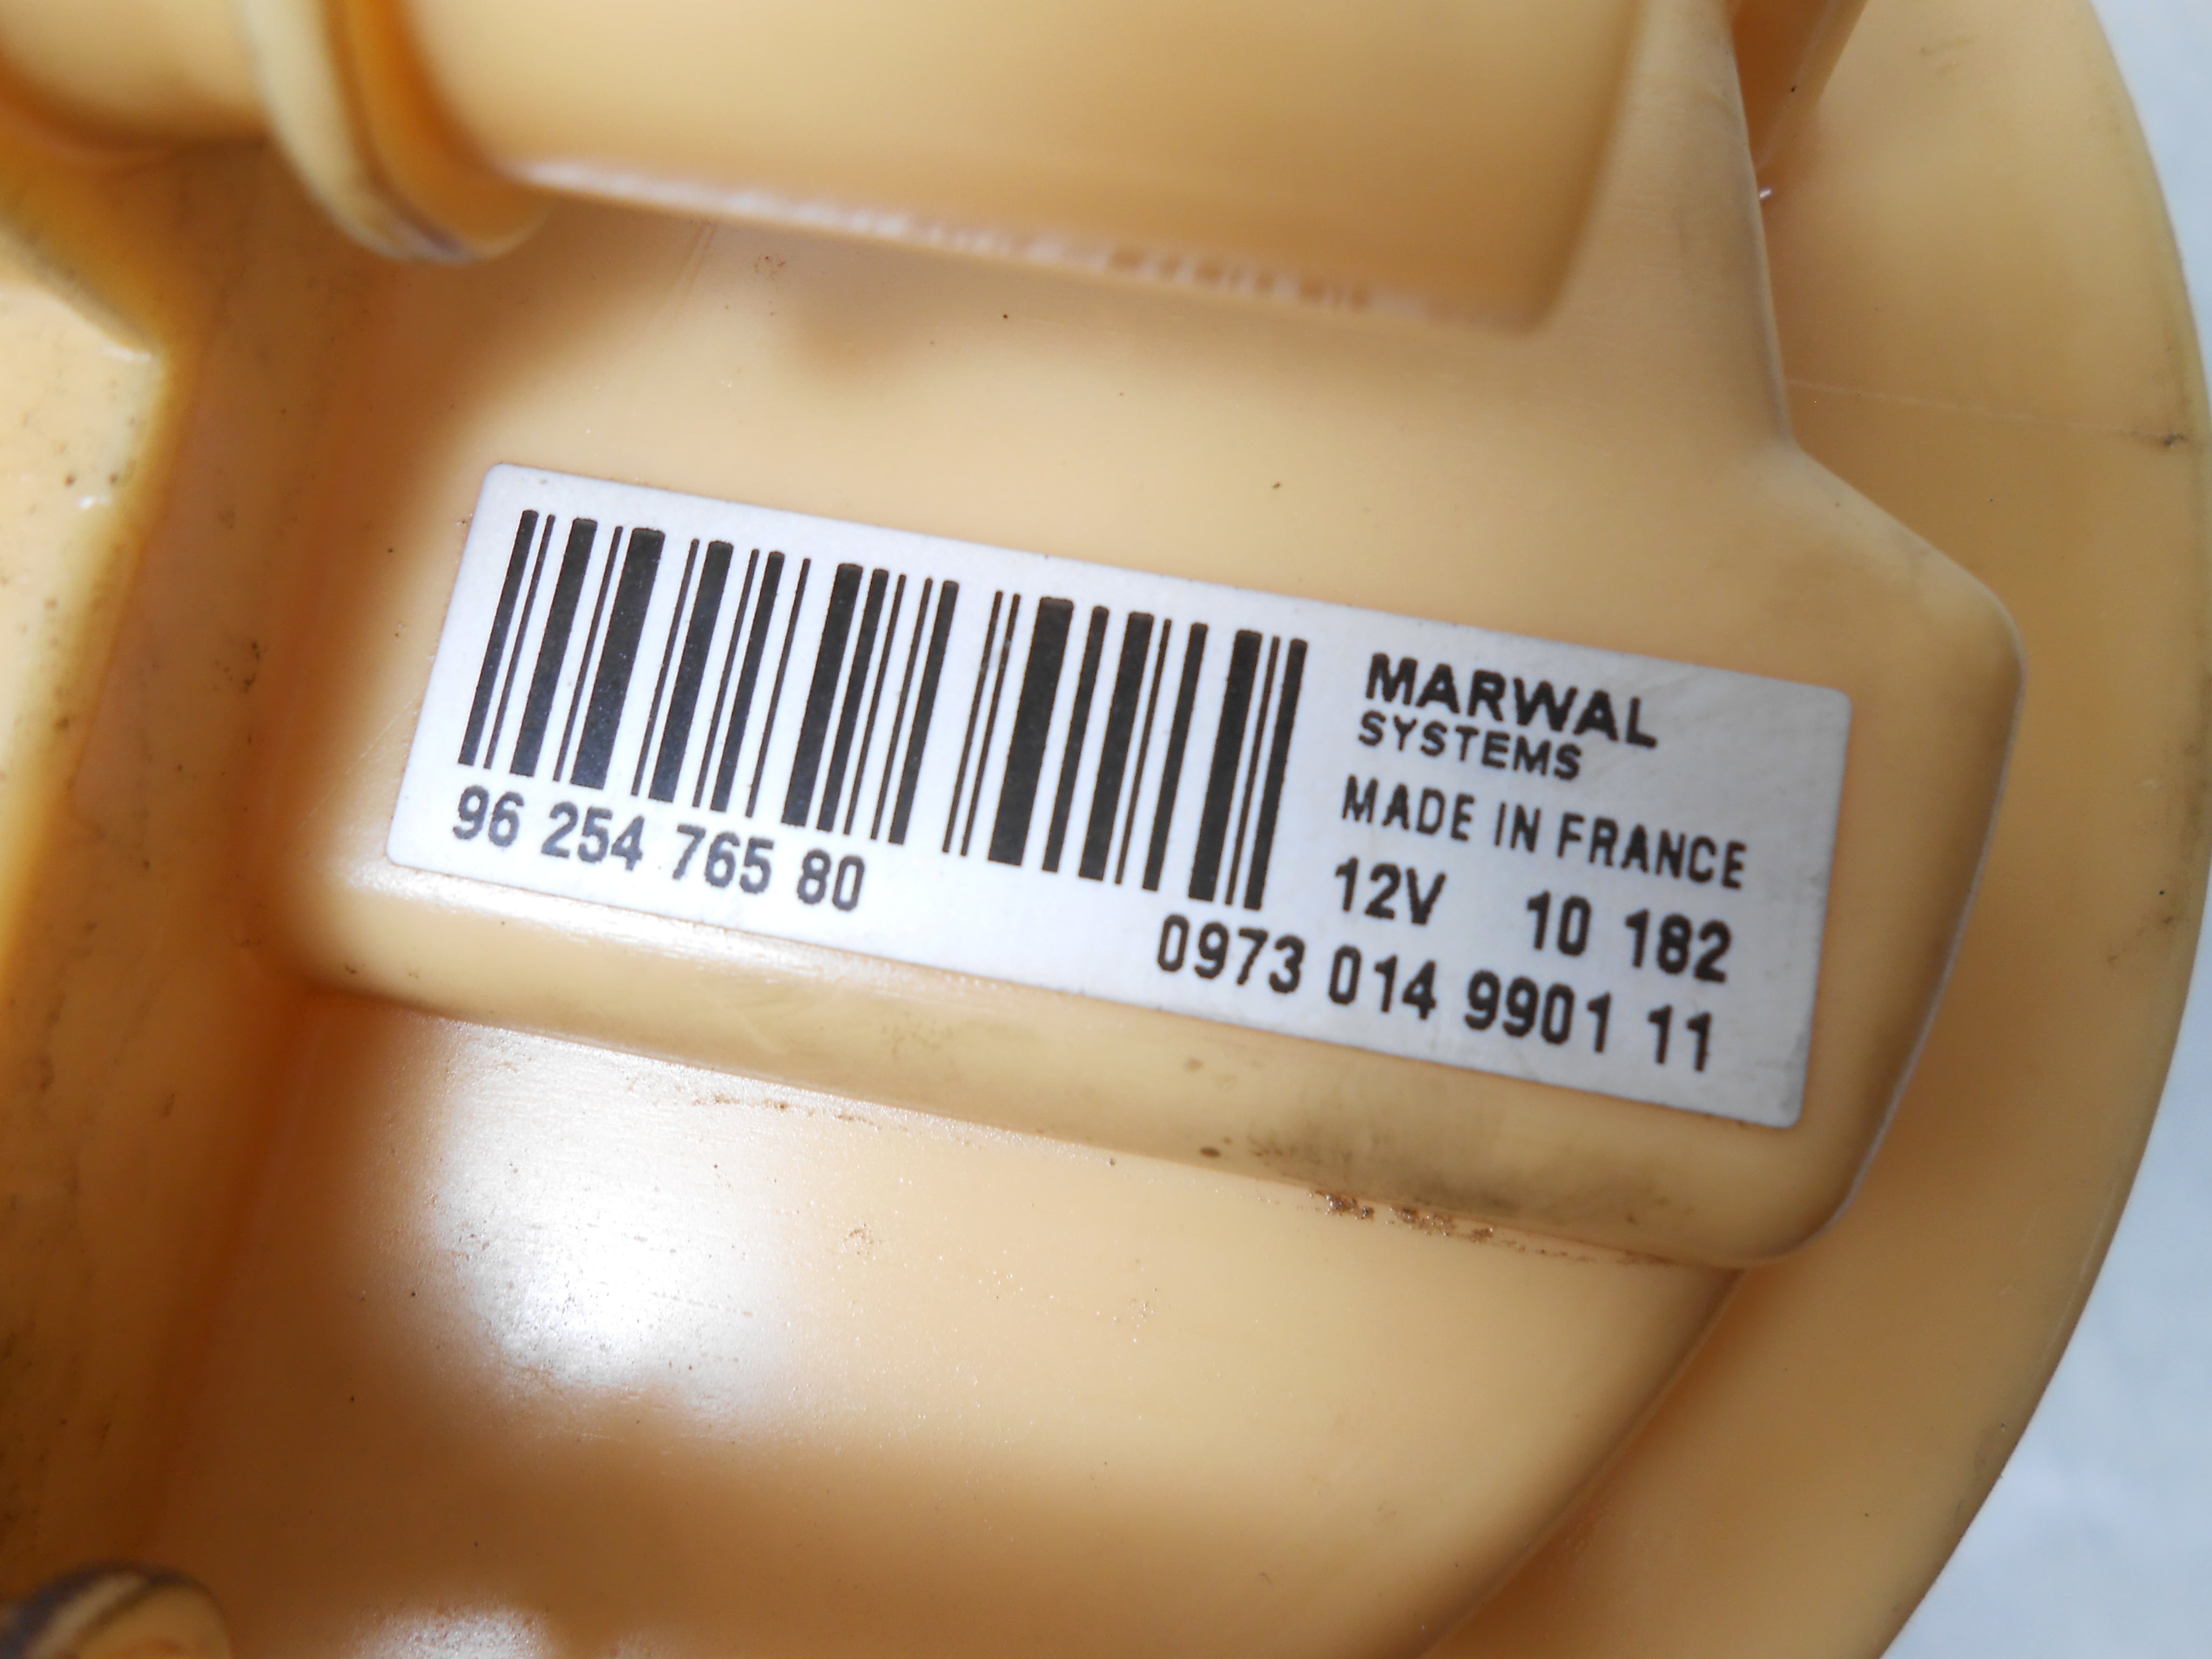 MARWAL
SYSTEMS
MADE IN FRANCE
12V 10 182
96 254 765 80
0973 014 9901 11